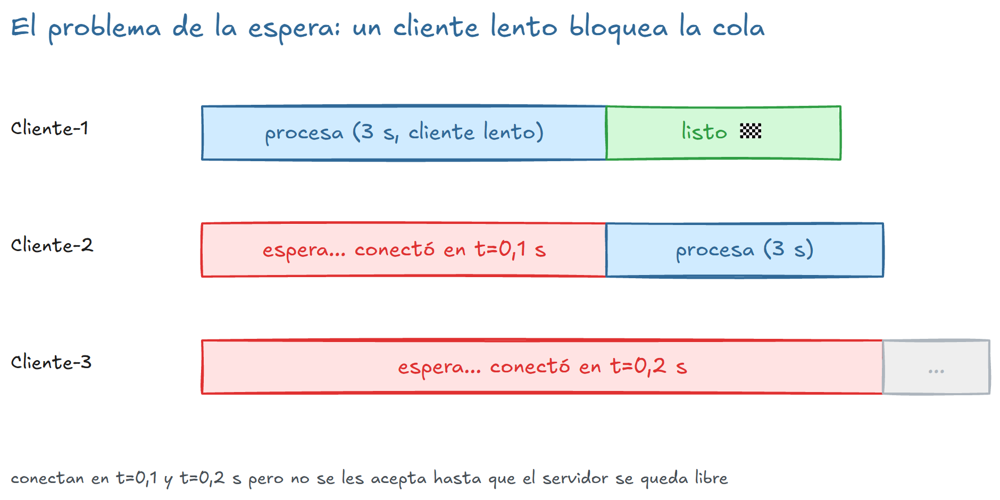 El problema de la espera: un cliente lento bloquea la cola
Cliente-1
procesa (3 s, cliente lento)
listo 🏁
Cliente-2
espera... conectó en t=0,1 s
procesa (3 s)
Cliente-3
espera... conectó en t=0,2 s
...
conectan en t=0,1 y t=0,2 s pero no se les acepta hasta que el servidor se queda libre